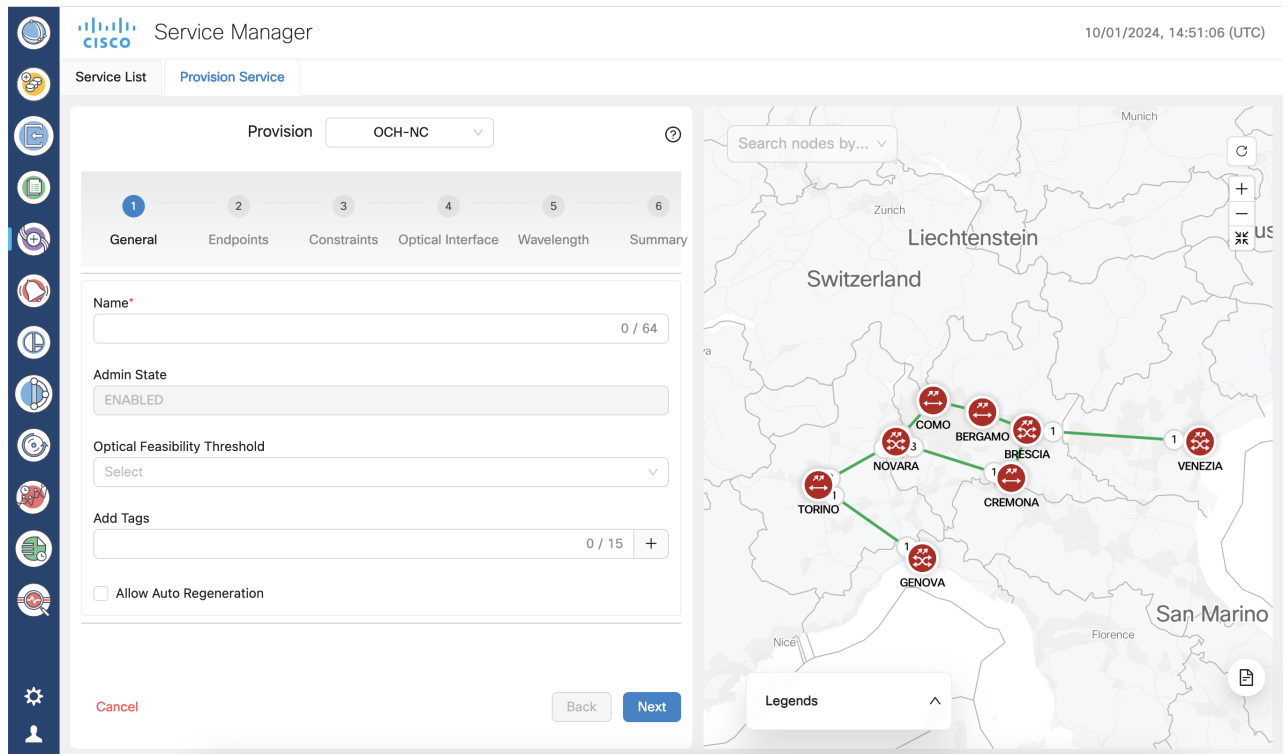 CISCO
Service Manager
10/01/2024, 14:51:06 (UTC)
Service List
Provision Service
Provision
OCH-NC
1
2
3
4
5
6
General
Endpoints
Constraints
Optical Interface
Wavelength
Summary
Name*
0 / 64
Admin State
ENABLED
Optical Feasibility Threshold
Select
Add Tags
0 / 15
+
Allow Auto Regeneration
Cancel
Back
Next
Search nodes by...
Munich
Zurich
Liechtenstein
us
Switzerland
va
COMO
BERGAMO
1
BRESCIA
1
VENEZIA
3
NOVARA
1
CREMONA
1
TORINO
1
GENOVA
San Marino
Nice
Florence
Legends